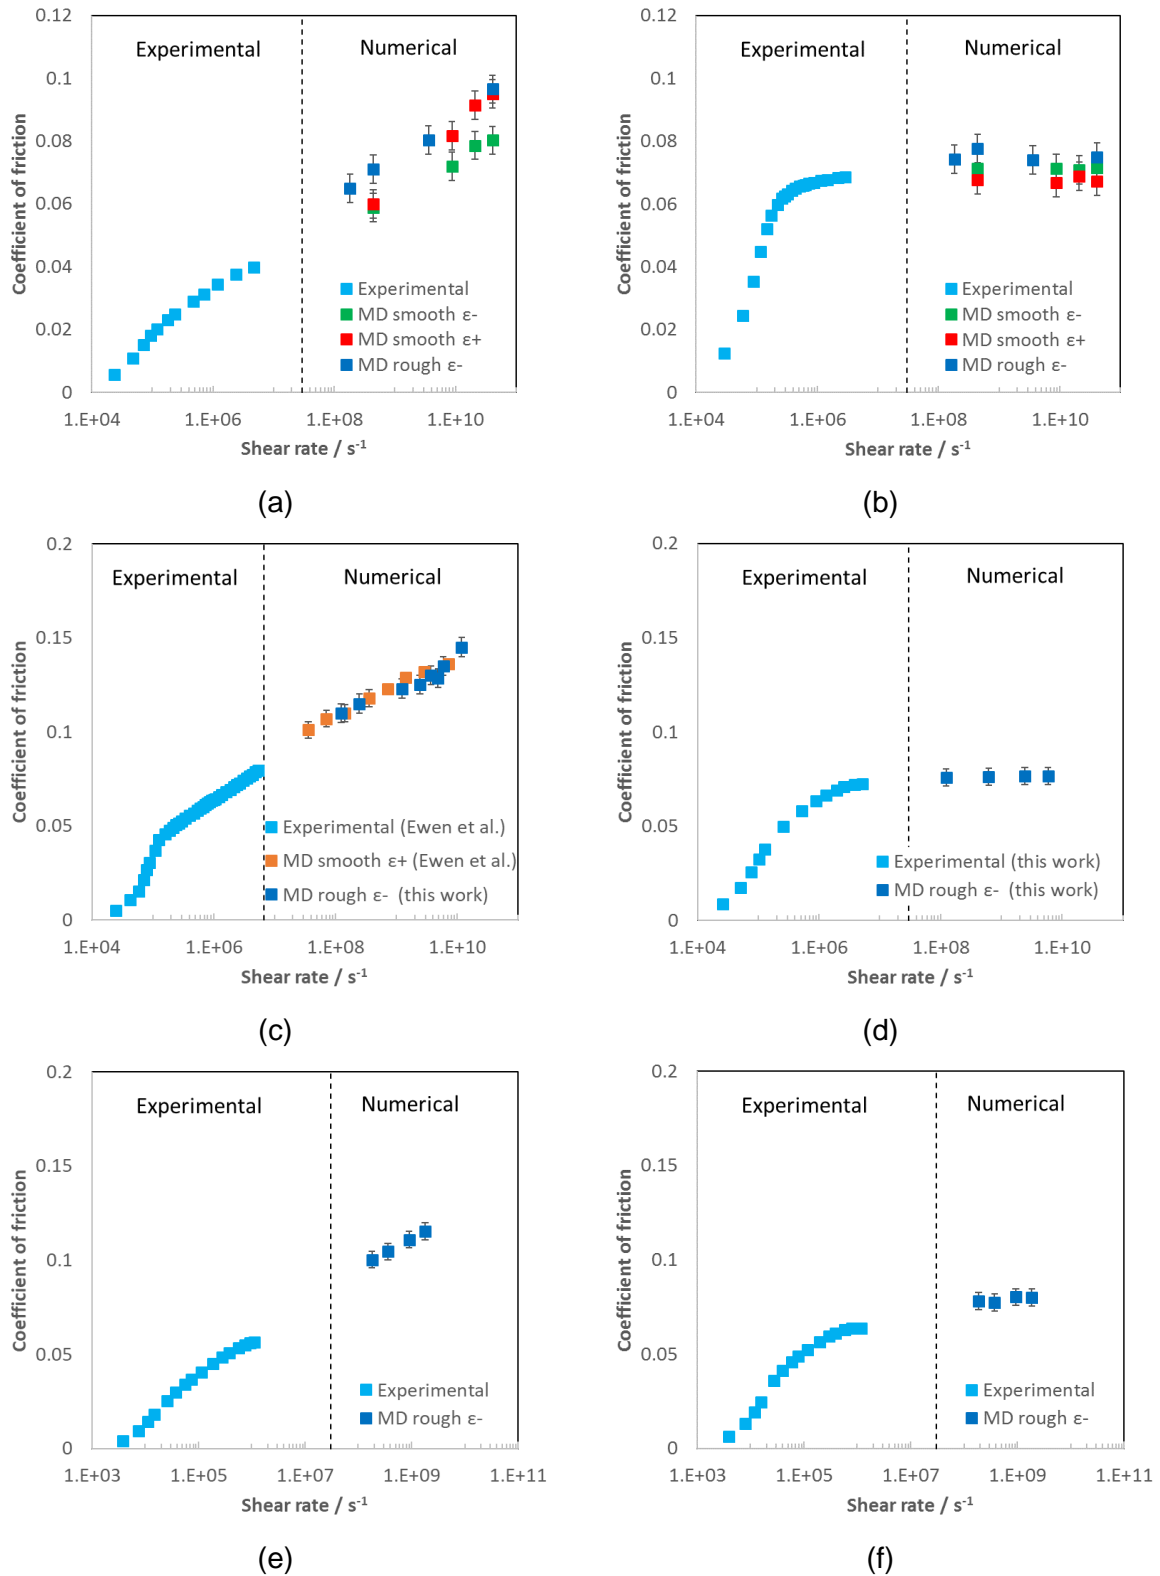 0.12
0.1
0.08
0.06
0.04
0.02
0
Coefficient of friction
Experimental
Numerical
Experimental
MD smooth ε-
MD smooth ε+
MD rough ε-
1.E+04
1.E+06
1.E+08
1.E+10
Shear rate / s-1
(a)
0.12
0.1
0.08
0.06
0.04
0.02
0
Coefficient of friction
Experimental
Numerical
Experimental
MD smooth ε-
MD smooth ε+
MD rough ε-
1.E+04
1.E+06
1.E+08
1.E+10
Shear rate / s-1
(b)
0.2
0.15
0.1
0.05
0
Coefficient of friction
Experimental
Numerical
Experimental (Ewen et al.)
MD smooth ε+ (Ewen et al.)
MD rough ε- (this work)
1.E+04
1.E+06
1.E+08
1.E+10
Shear rate / s-1
(c)
0.2
0.15
0.1
0.05
0
Coefficient of friction
Experimental
Numerical
Experimental (this work)
MD rough ε- (this work)
1.E+04
1.E+06
1.E+08
1.E+10
Shear rate / s-1
(d)
0.2
0.15
0.1
0.05
0
Coefficient of friction
Experimental
Numerical
Experimental
MD rough ε-
1.E+03
1.E+05
1.E+07
1.E+09
1.E+11
Shear rate / s-1
(e)
0.2
0.15
0.1
0.05
0
Coefficient of friction
Experimental
Numerical
Experimental
MD rough ε-
1.E+03
1.E+05
1.E+07
1.E+09
1.E+11
Shear rate / s-1
(f)